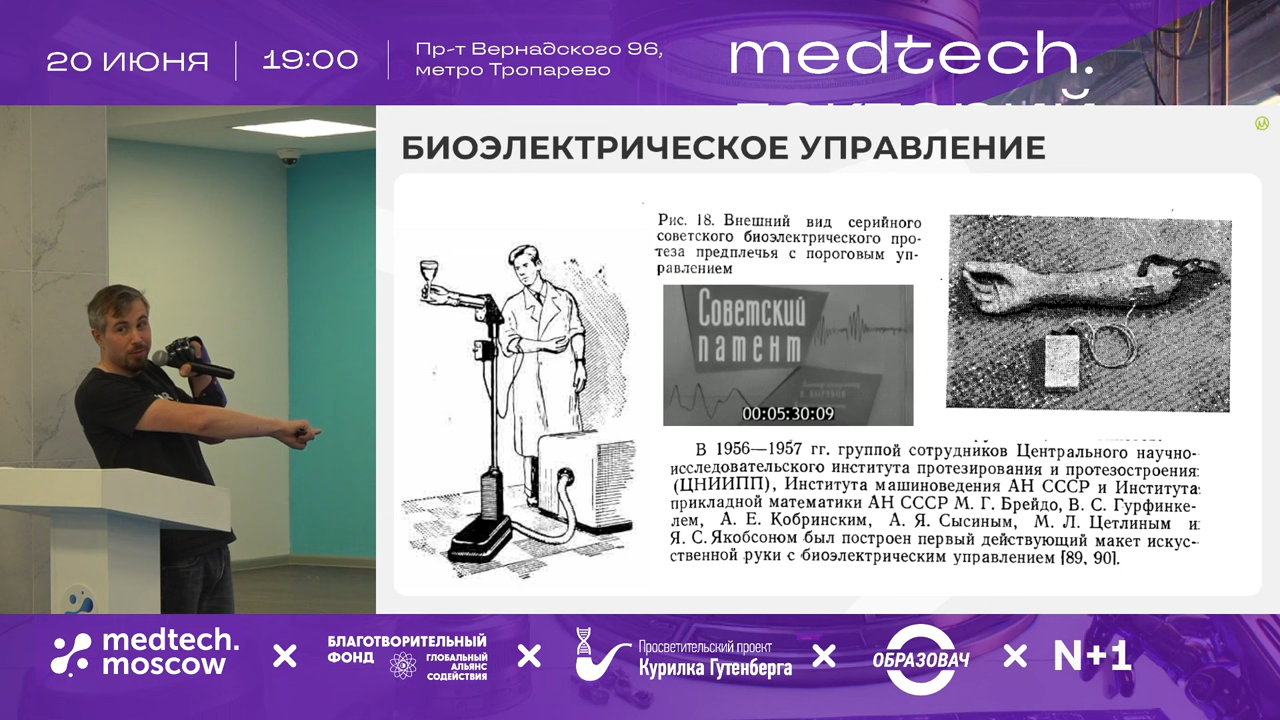 20 ИЮНЯ
19:00
Пр-т Вернадского 96,
метро Тропарево
medtech.
БИОЭЛЕКТРИЧЕСКОЕ УПРАВЛЕНИЕ
Рис. 18. Внешний вид серийного
советского биоэлектрического про-
теза предплечья с пороговым уп-
равлением
Советский
патент
00:05:30:09
В 1956—1957 гг. группой сотрудников Центрального научно-
исследовательского института протезирования и протезостроения
(ЦНИИПП), Института машиноведения АН СССР и Института
прикладной математики АН СССР М. Г. Брейдо, В. С. Гурфинке-
лем, А. Е. Кобринским, А. Я. Сысиным, М. Л. Цетлиным и
Я. С. Якобсоном был построен первый действующий макет искус-
ственной руки с биоэлектрическим управлением [89, 90].
medtech.
moscow
БЛАГОТВОРИТЕЛЬНЫЙ
ФОНД
ГЛОБАЛЬНЫЙ
АЛЬЯНС
СОДЕЙСТВИЯ
Просветительский проект
Курилка Гутенберга
ОБРАЗОВАЧ
N+1